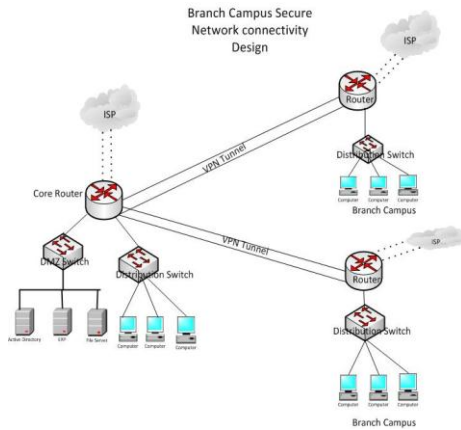 Branch Campus Secure
Network connectivity
Design
ISP
ISP
Router
VPN Tunnel
Distribution Switch
Core Router
Computer
Computer
Computer
Branch Campus
VPN Tunnel
ISP
DMZ Switch
Distribution Switch
Router
Distribution Switch
Active Directory
ERP
File Server
Computer
Computer
Computer
Computer
Computer
Computer
Branch Campus